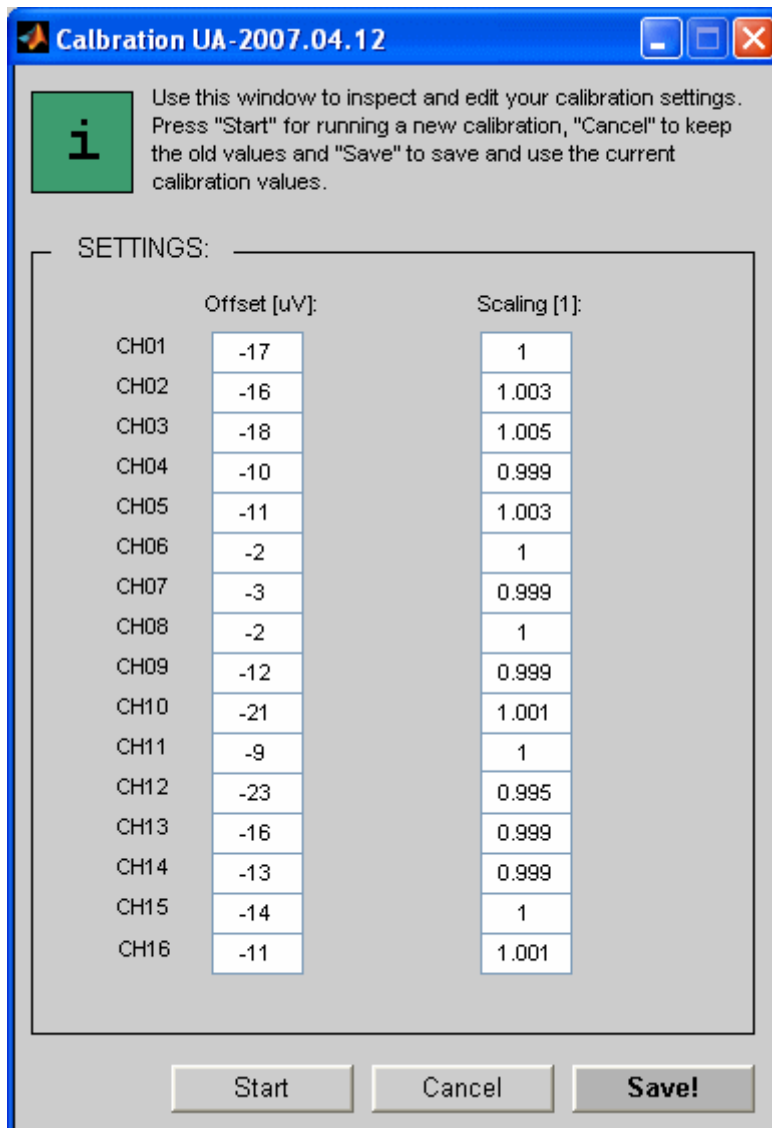 Calbration UA-2007.04.12
i
Use this window to inspect and edit your calibration settings.
Press "Start" for running a new calibration, "Cancel" to keep
the old values and "Save" to save and use the current
calibration values.
SETTINGS:
Offset [uV]: Scaling [1]:
CH01 -17 1
CH02 -16 1.003
CH03 -18 1.005
CH04 -10 0.999
CH05 -11 1.003
CH06 -2 1
CH07 -3 0.999
CH08 -2 1
CH09 -12 0.999
CH10 -21 1.001
CH11 -9 1
CH12 -23 0.995
CH13 -16 0.999
CH14 -13 0.999
CH15 -14 1
CH16 -11 1.001
Start Cancel Save!